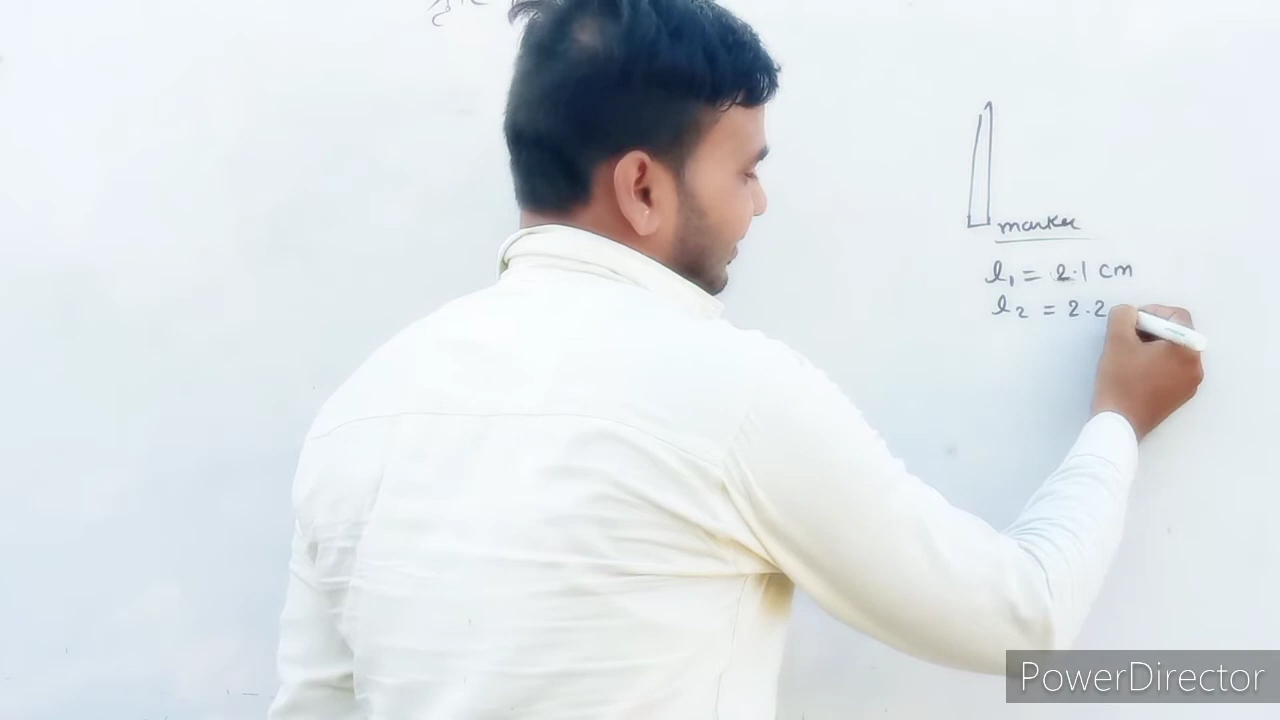 marker
l₁ = 2.1 cm
l₂ = 2.2
PowerDirector